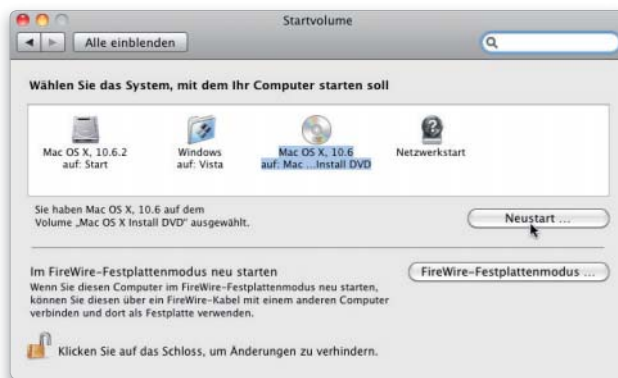 Startvolume
Alle einblenden
Wählen Sie das System, mit dem Ihr Computer starten soll
Mac OS X, 10.6.2
auf: Start
Windows
auf: Vista
Mac OS X, 10.6
auf: Mac ...Install DVD
Netzwerkstart
Sie haben Mac OS X, 10.6 auf dem
Volume „Mac OS X Install DVD“ ausgewählt.
Neustart ...
Im FireWire-Festplattenmodus neu starten
FireWire-Festplattenmodus ...
Wenn Sie diesen Computer im FireWire-Festplattenmodus neu starten,
können Sie diesen über ein FireWire-Kabel mit einem anderen Computer
verbinden und dort als Festplatte verwenden.
Klicken Sie auf das Schloss, um Änderungen zu verhindern.